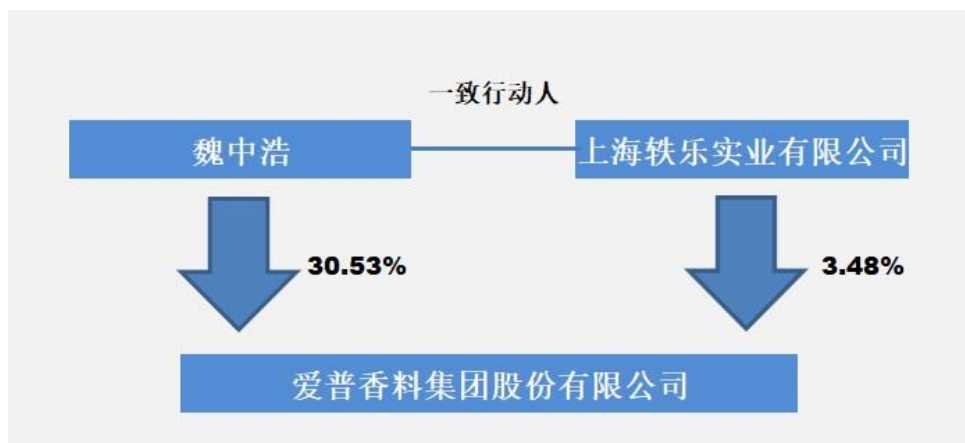 一致行动人
魏中浩
上海轶乐实业有限公司
30.53%
3.48%
爱普香料集团股份有限公司